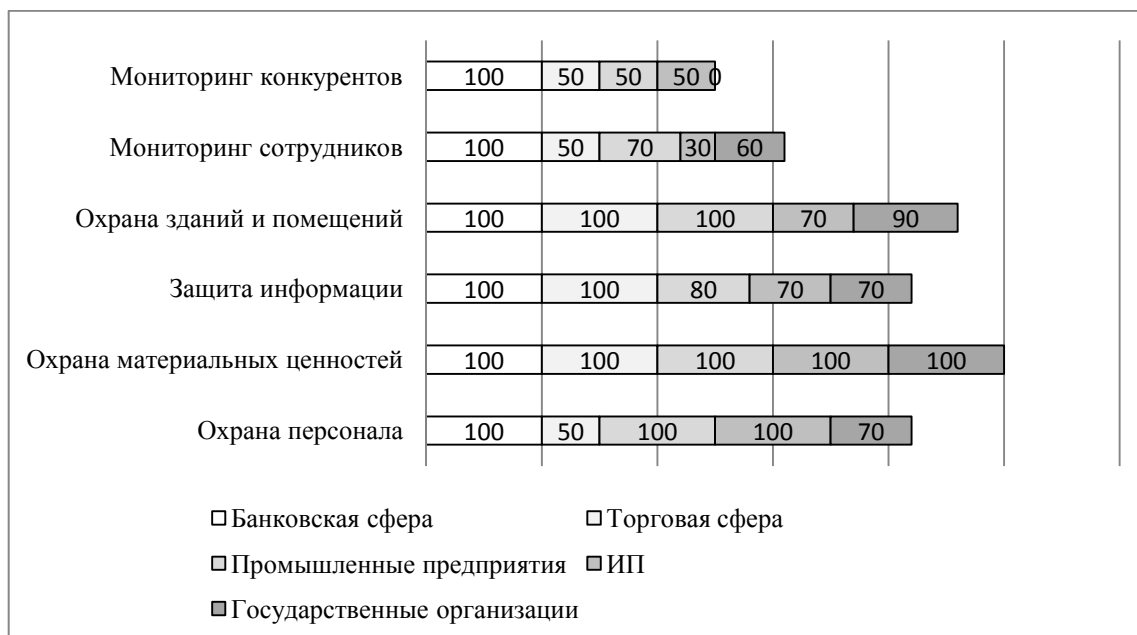 Мониторинг конкурентов 100 50 50 50 0
Мониторинг сотрудников 100 50 70 30 60
Охрана зданий и помещений 100 100 100 70 90
Защита информации 100 100 80 70 70
Охрана материальных ценностей 100 100 100 100 100
Охрана персонала 100 50 100 100 70
Банковская сфера Торговая сфера
Промышленные предприятия ИП
Государственные организации